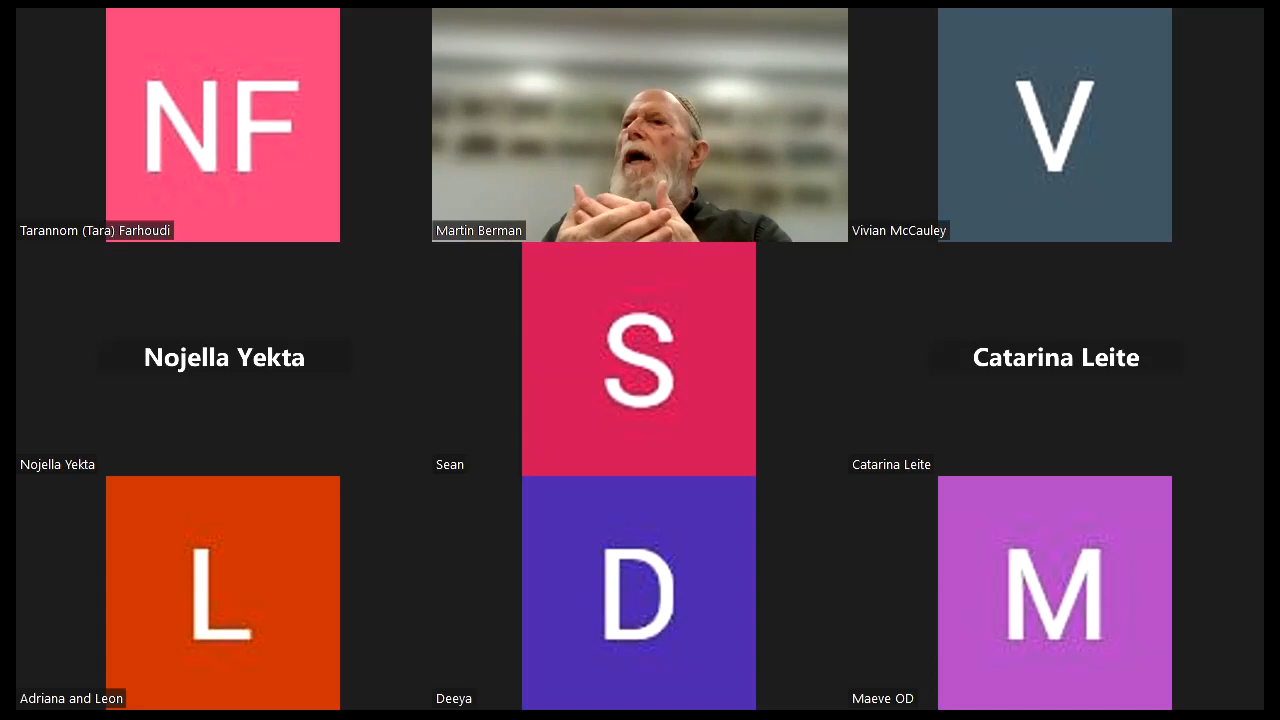 NF
Tarannom (Tara) Farhoudi
Martin Berman
V
Vivian McCauley
Nojella Yekta
Nojella Yekta
S
Sean
Catarina Leite
Catarina Leite
L
Adriana and Leon
D
Deeya
M
Maeve OD